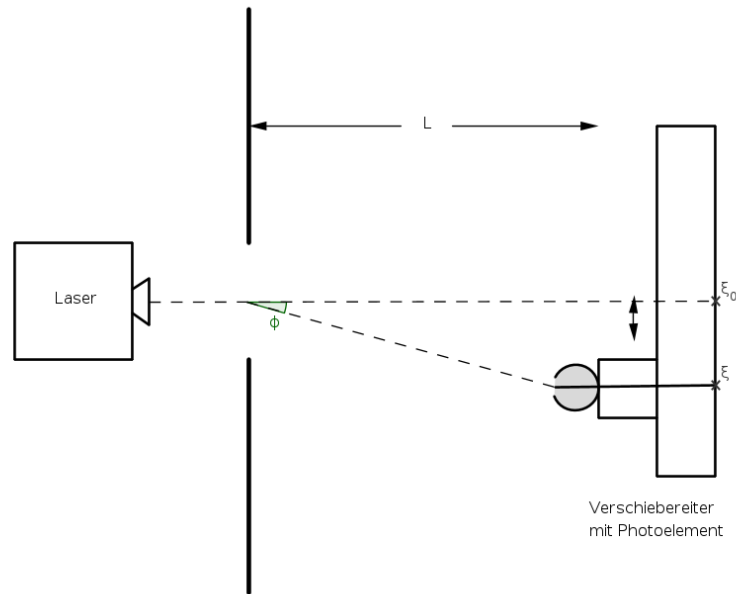 L
Laser
ξ₀
ϕ
ξ
Verschiebereiter
mit Photoelement